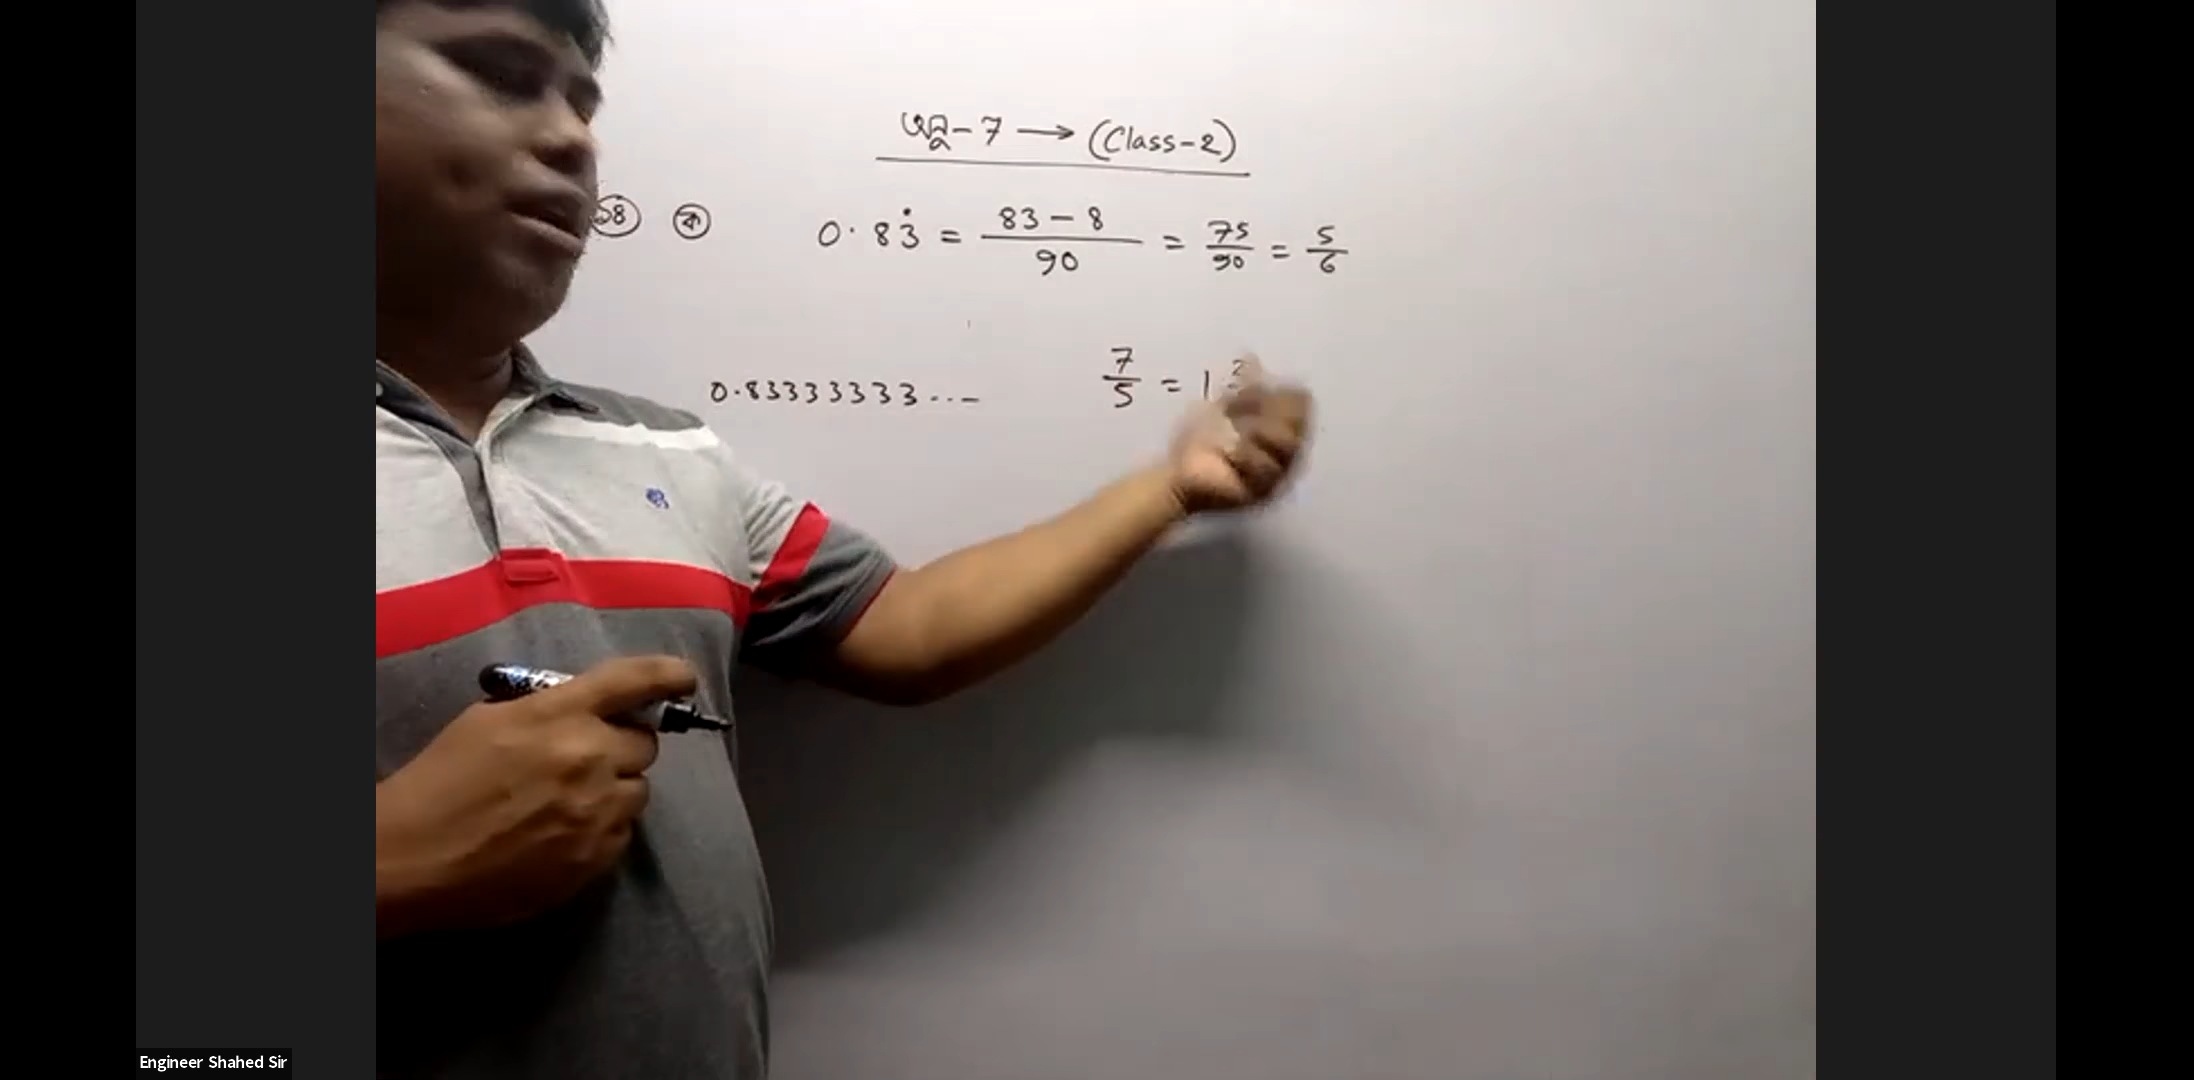 অনু-7 → (Class-2)
ক 0.83̇ = 83-8/90 = 75/90 = 5/6
0.83333333...- 7/5 = 1
Engineer Shahed Sir